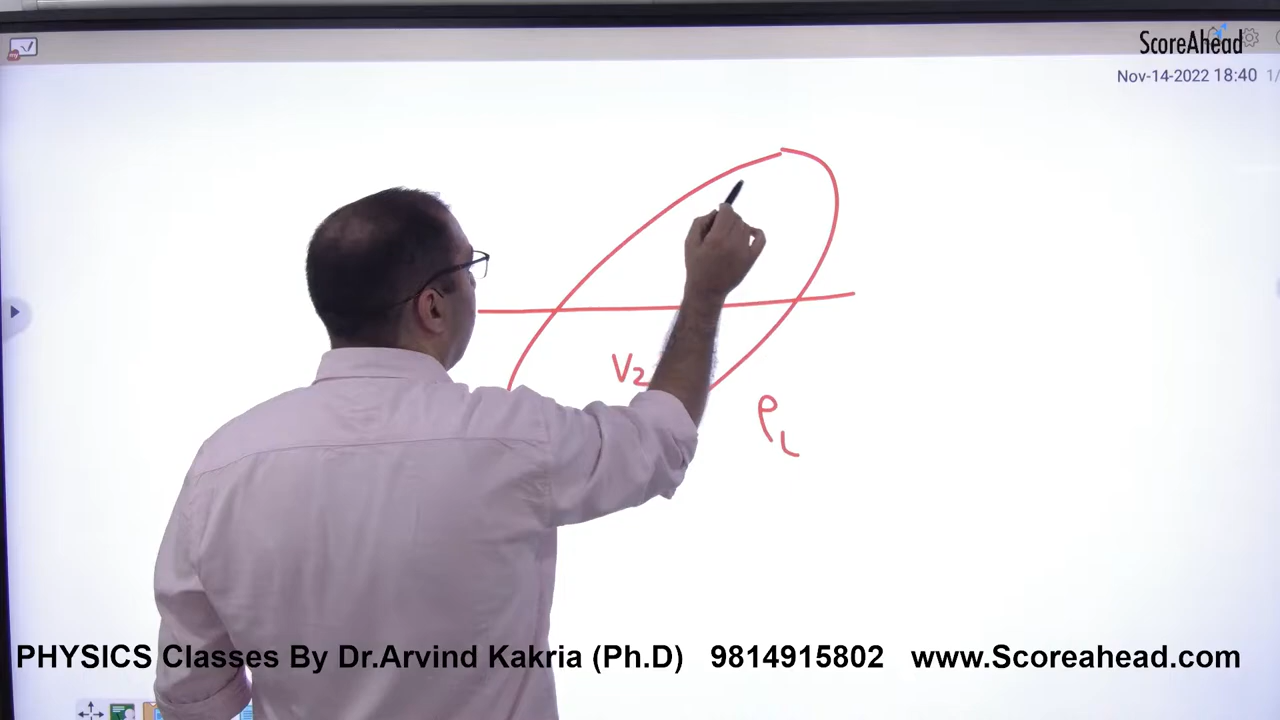 ScoreAhead
Nov-14-2022 18:40 1/
V2
ρL
PHYSICS Classes By Dr.Arvind Kakria (Ph.D) 9814915802 www.Scoreahead.com